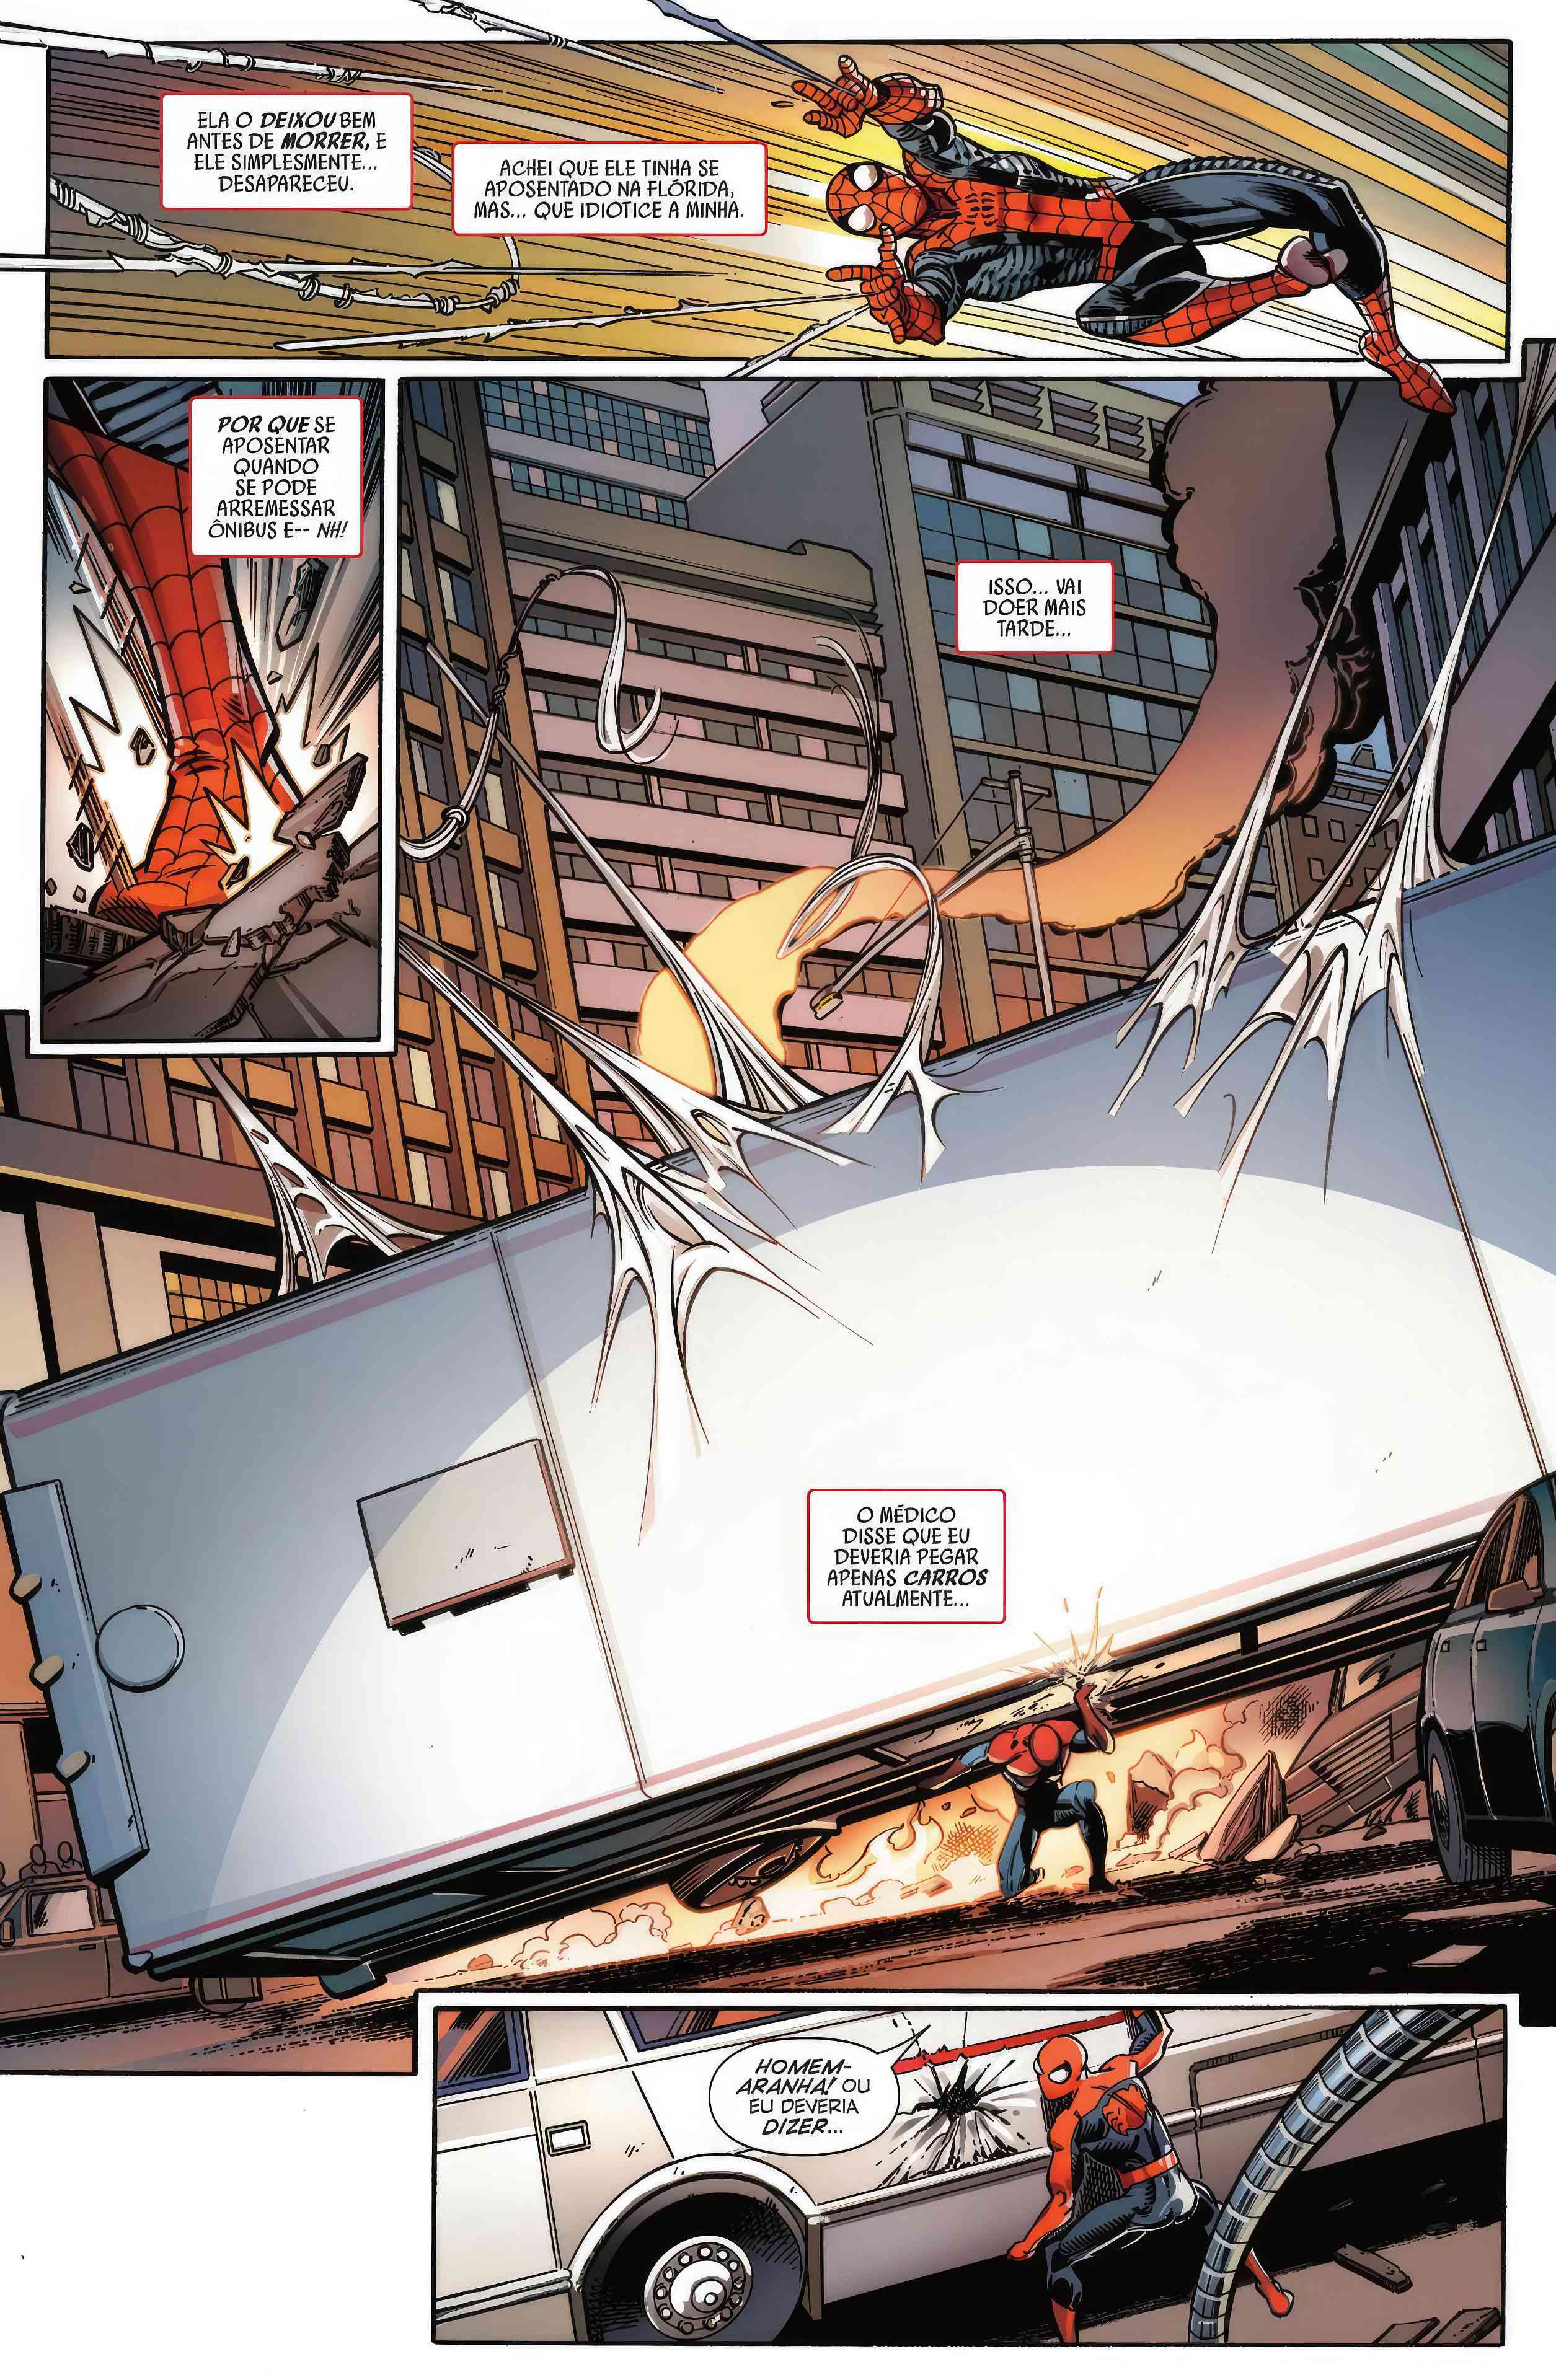 ELA O DEIXOU BEM
ANTES DE MORRER, E
ELE SIMPLESMENTE...
DESAPARECEU.
ACHEI QUE ELE TINHA SE
APOSENTADO NA FLÓRIDA,
MAS... QUE IDIOTICE A MINHA.
POR QUE SE
APOSENTAR
QUANDO
SE PODE
ARREMESSAR
ÔNIBUS E-- NH!
ISSO... VAI
DOER MAIS
TARDE...
O MÉDICO
DISSE QUE EU
DEVERIA PEGAR
APENAS CARROS
ATUALMENTE...
HOMEM-
ARANHA! OU
EU DEVERIA
DIZER...